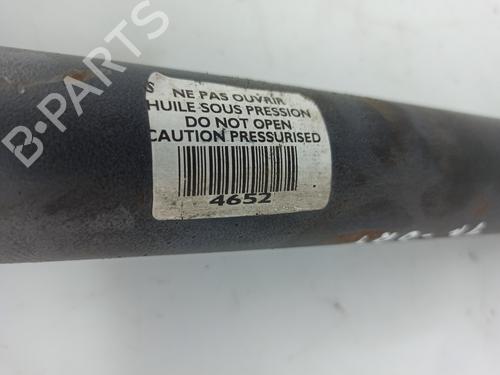 B-PARTS
S
NE PAS OUVRIR
HUILE SOUS PRESSION
DO NOT OPEN
CAUTION PRESSURISED
4652